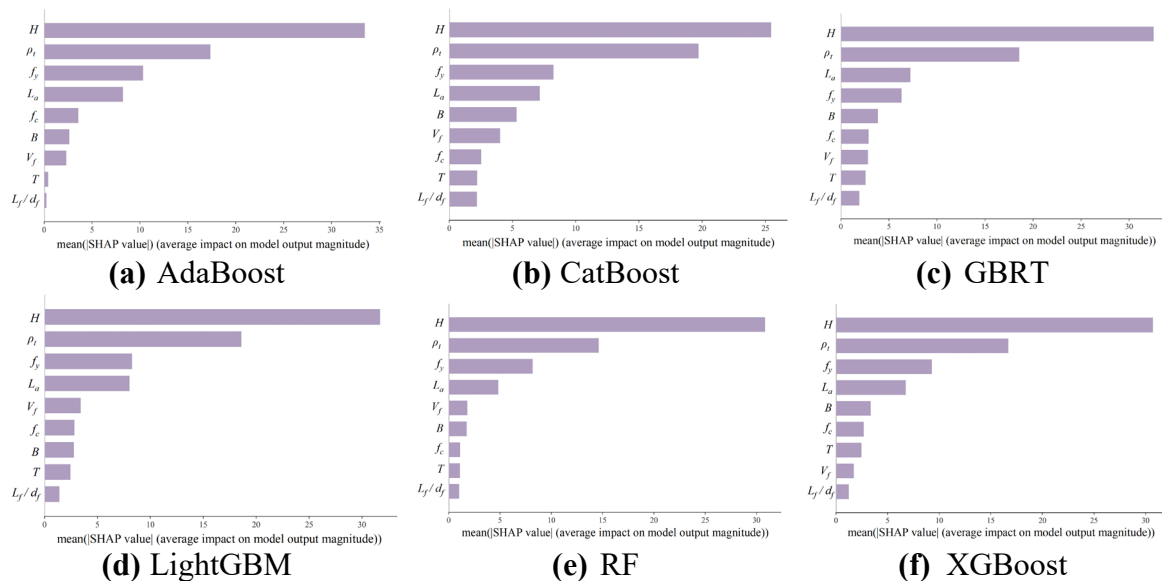 H
ρt
fy
La
fc
B
Vf
T
Lf / df
0 5 10 15 20 25 30 35
mean(|SHAP value|) (average impact on model output magnitude)
(a) AdaBoost
H
ρt
fy
La
B
Vf
fc
T
Lf / df
0 5 10 15 20 25
mean(|SHAP value|) (average impact on model output magnitude)
(b) CatBoost
H
ρt
La
fy
B
fc
Vf
T
Lf / df
0 5 10 15 20 25 30
mean(|SHAP value| (average impact on model output magnitude))
(c) GBRT
H
ρt
fy
La
Vf
fc
B
T
Lf / df
0 5 10 15 20 25 30
mean(|SHAP value| (average impact on model output magnitude))
(d) LightGBM
H
ρt
fy
La
Vf
B
fc
T
Lf / df
0 5 10 15 20 25 30
mean(|SHAP value| (average impact on model output magnitude))
(e) RF
H
ρt
fy
La
B
fc
T
Vf
Lf / df
0 5 10 15 20 25 30
mean(|SHAP value| (average impact on model output magnitude))
(f) XGBoost